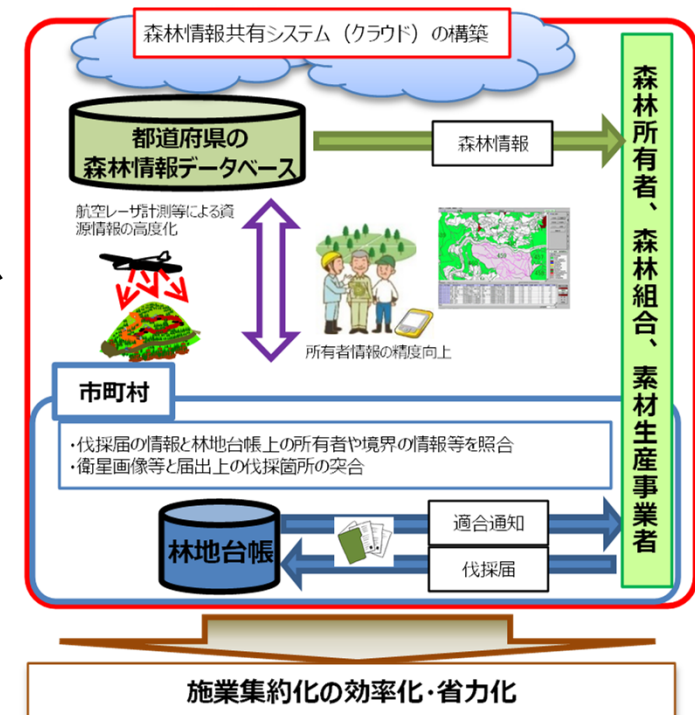 森林情報共有システム（クラウド）の構築
都道府県の
森林情報データベース
森林情報
森林所有者、森林組合、素材生産事業者
航空レーザ計測等による資
源情報の高度化
所有者情報の精度向上
市町村
・伐採届の情報と林地台帳上の所有者や境界の情報等を照合
・衛星画像等と届出上の伐採箇所の突合
林地台帳
適合通知
伐採届
施業集約化の効率化・省力化